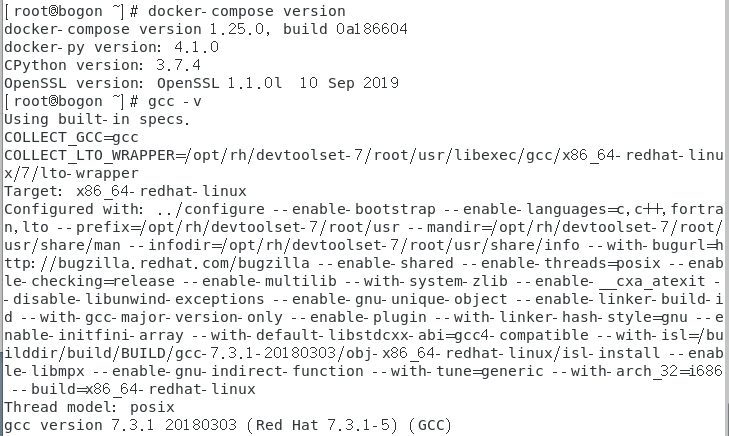 [root@bogon ~]# docker-compose version
docker-compose version 1.25.0, build 0a186604
docker-py version: 4.1.0
CPython version: 3.7.4
OpenSSL version: OpenSSL 1.1.0l  10 Sep 2019
[root@bogon ~]# gcc -v
Using built-in specs.
COLLECT_GCC=gcc
COLLECT_LTO_WRAPPER=/opt/rh/devtoolset-7/root/usr/libexec/gcc/x86_64-redhat-linu
x/7/lto-wrapper
Target: x86_64-redhat-linux
Configured with: ../configure --enable-bootstrap --enable-languages=c,c++,fortra
n,lto --prefix=/opt/rh/devtoolset-7/root/usr --mandir=/opt/rh/devtoolset-7/root/
usr/share/man --infodir=/opt/rh/devtoolset-7/root/usr/share/info --with-bugurl=h
ttp://bugzilla.redhat.com/bugzilla --enable-shared --enable-threads=posix --enab
le-checking=release --enable-multilib --with-system-zlib --enable-__cxa_atexit -
-disable-libunwind-exceptions --enable-gnu-unique-object --enable-linker-build-i
d --with-gcc-major-version-only --enable-plugin --with-linker-hash-style=gnu --e
nable-initfini-array --with-default-libstdcxx-abi=gcc4-compatible --with-isl=/bu
ilddir/build/BUILD/gcc-7.3.1-20180303/obj-x86_64-redhat-linux/isl-install --enab
le-libmpx --enable-gnu-indirect-function --with-tune=generic --with-arch_32=i686
 --build=x86_64-redhat-linux
Thread model: posix
gcc version 7.3.1 20180303 (Red Hat 7.3.1-5) (GCC)